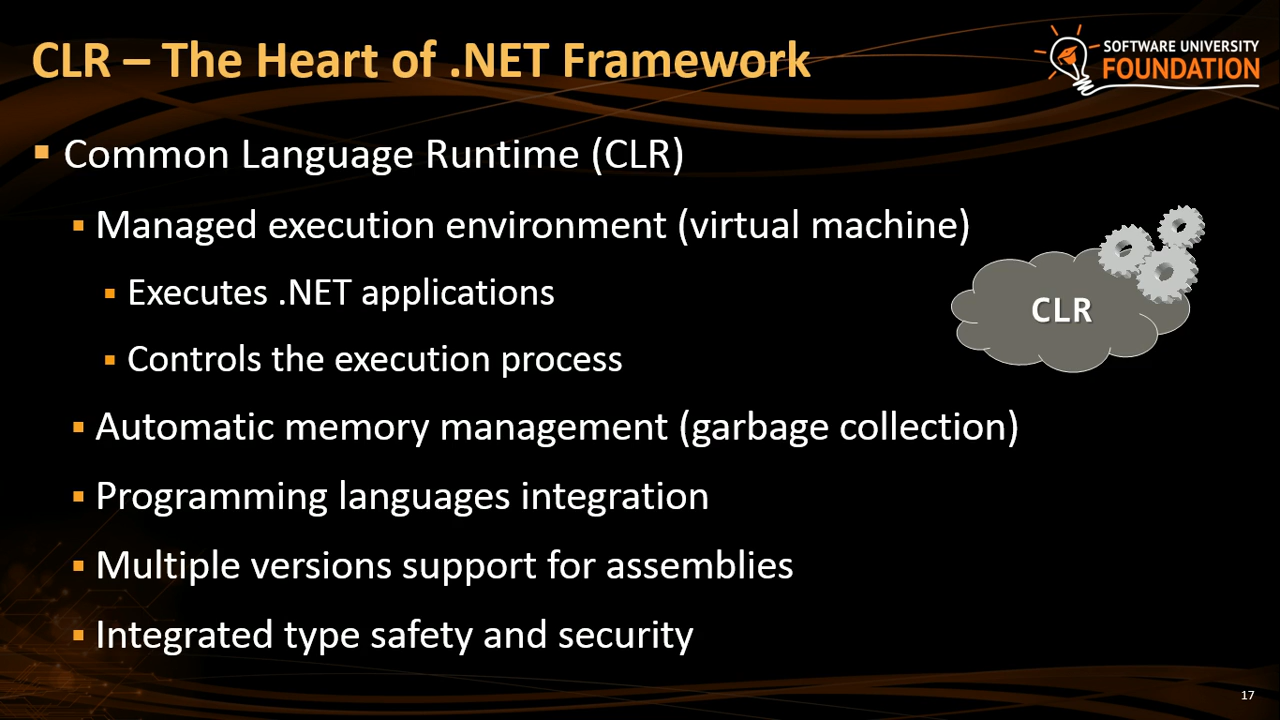 CLR – The Heart of .NET Framework
SOFTWARE UNIVERSITY
FOUNDATION
Common Language Runtime (CLR)
Managed execution environment (virtual machine)
Executes .NET applications
Controls the execution process
CLR
Automatic memory management (garbage collection)
Programming languages integration
Multiple versions support for assemblies
Integrated type safety and security
17